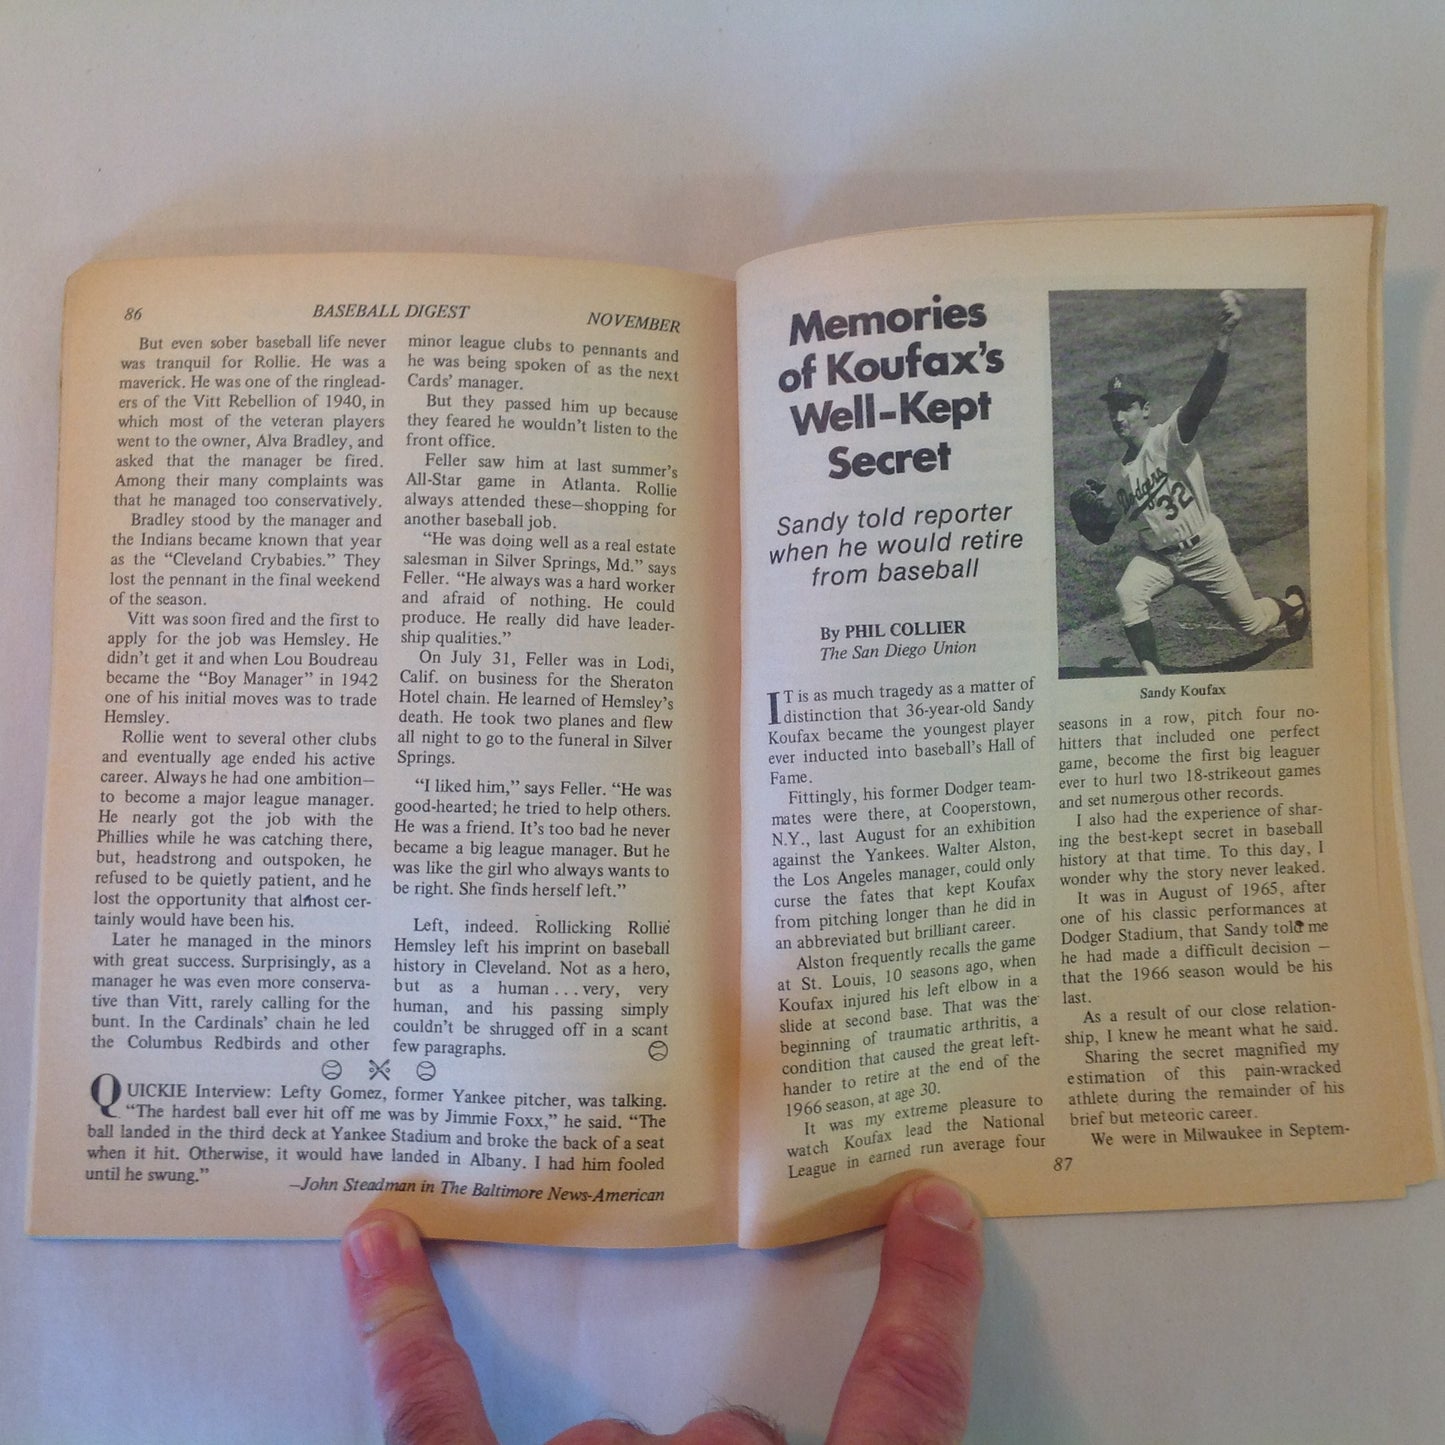 86
BASEBALL DIGEST
NOVEMBER
But even sober baseball life never
was tranquil for Rollie. He was a
maverick. He was one of the ringlead-
ers of the Vitt Rebellion of 1940, in
which most of the veteran players
went to the owner, Alva Bradley, and
asked that the manager be fired.
Among their many complaints was
that he managed too conservatively.
Bradley stood by the manager and
the Indians became known that year
as the “Cleveland Crybabies.” They
lost the pennant in the final weekend
of the season.
Vitt was soon fired and the first to
apply for the job was Hemsley. He
didn’t get it and when Lou Boudreau
became the “Boy Manager” in 1942
one of his initial moves was to trade
Hemsley.
Rollie went to several other clubs
and eventually age ended his active
career. Always he had one ambition—
to become a major league manager.
He nearly got the job with the
Phillies while he was catching there,
but, headstrong and outspoken, he
refused to be quietly patient, and he
lost the opportunity that almost cer-
tainly would have been his.
Later he managed in the minors
with great success. Surprisingly, as a
manager he was even more conserva-
tive than Vitt, rarely calling for the
bunt. In the Cardinals’ chain he led
the Columbus Redbirds and other
minor league clubs to pennants and
he was being spoken of as the next
Cards’ manager.
But they passed him up because
they feared he wouldn’t listen to the
front office.
Feller saw him at last summer’s
All-Star game in Atlanta. Rollie
always attended these—shopping for
another baseball job.
“He was doing well as a real estate
salesman in Silver Springs, Md.” says
Feller. “He always was a hard worker
and afraid of nothing. He could
produce. He really did have leader-
ship qualities.”
On July 31, Feller was in Lodi,
Calif. on business for the Sheraton
Hotel chain. He learned of Hemsley’s
death. He took two planes and flew
all night to go to the funeral in Silver
Springs.
“I liked him,” says Feller. “He was
good-hearted; he tried to help others.
He was a friend. It’s too bad he never
became a big league manager. But he
was like the girl who always wants to
be right. She finds herself left.”
Left, indeed. Rollicking Rollie
Hemsley left his imprint on baseball
history in Cleveland. Not as a hero,
but as a human . . . very, very
human, and his passing simply
couldn’t be shrugged off in a scant
few paragraphs.
QUICKIE Interview: Lefty Gomez, former Yankee pitcher, was talking.
“The hardest ball ever hit off me was by Jimmie Foxx,” he said. “The
ball landed in the third deck at Yankee Stadium and broke the back of a seat
when it hit. Otherwise, it would have landed in Albany. I had him fooled
until he swung.”
—John Steadman in The Baltimore News-American
Memories
of Koufax’s
Well-Kept
Secret
Sandy told reporter
when he would retire
from baseball
By PHIL COLLIER
The San Diego Union
IT is as much tragedy as a matter of
distinction that 36-year-old Sandy
Koufax became the youngest player
ever inducted into baseball’s Hall of
Fame.
Fittingly, his former Dodger team-
mates were there, at Cooperstown,
N.Y., last August for an exhibition
against the Yankees. Walter Alston,
the Los Angeles manager, could only
curse the fates that kept Koufax
from pitching longer than he did in
an abbreviated but brilliant career.
Alston frequently recalls the game
at St. Louis, 10 seasons ago, when
Koufax injured his left elbow in a
slide at second base. That was the
beginning of traumatic arthritis, a
condition that caused the great left-
hander to retire at the end of the
1966 season, at age 30.
It was my extreme pleasure to
watch Koufax lead the National
League in earned run average four
Dodgers
32
Sandy Koufax
seasons in a row, pitch four no-
hitters that included one perfect
game, become the first big leaguer
ever to hurl two 18-strikeout games
and set numerous other records.
I also had the experience of shar-
ing the best-kept secret in baseball
history at that time. To this day, I
wonder why the story never leaked.
It was in August of 1965, after
one of his classic performances at
Dodger Stadium, that Sandy told me
he had made a difficult decision —
that the 1966 season would be his
last.
As a result of our close relation-
ship, I knew he meant what he said.
Sharing the secret magnified my
estimation of this pain-wracked
athlete during the remainder of his
brief but meteoric career.
We were in Milwaukee in Septem-
87